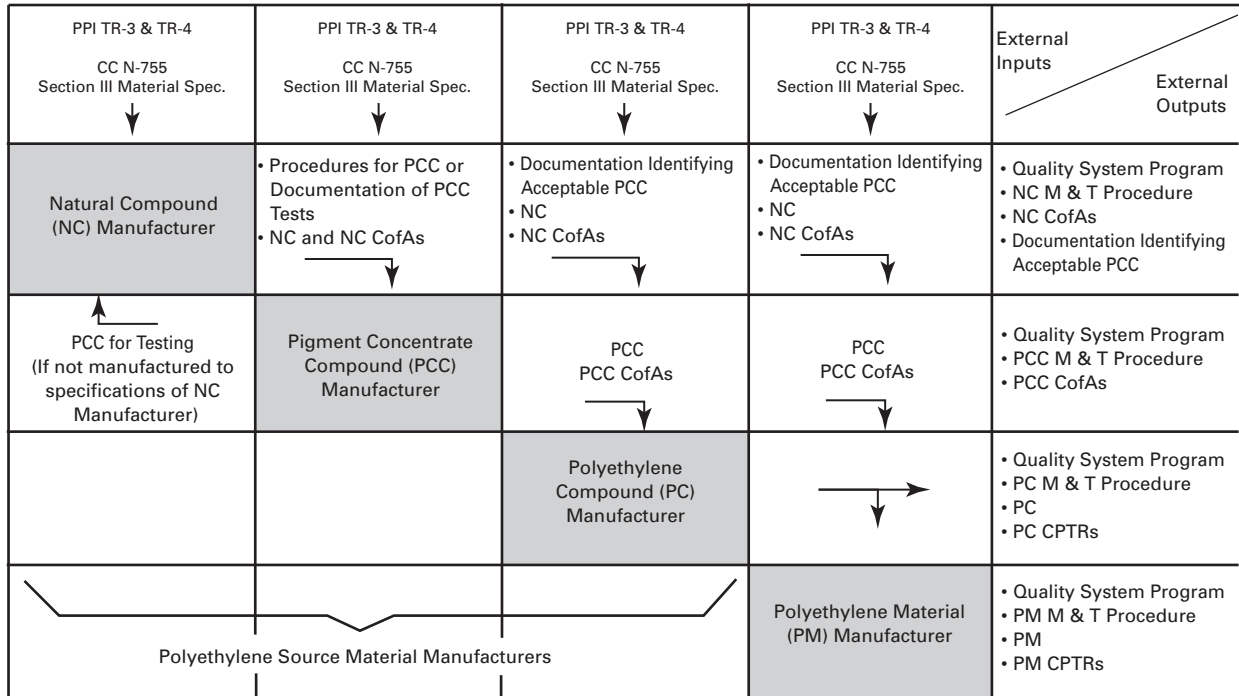 PPI TR-3 & TR-4
CC N-755
Section III Material Spec.
PPI TR-3 & TR-4
CC N-755
Section III Material Spec.
PPI TR-3 & TR-4
CC N-755
Section III Material Spec.
PPI TR-3 & TR-4
CC N-755
Section III Material Spec.
External
Inputs
External
Outputs
Natural Compound
(NC) Manufacturer
• Procedures for PCC or
Documentation of PCC
Tests
• NC and NC CofAs
• Documentation Identifying
Acceptable PCC
• NC
• NC CofAs
• Documentation Identifying
Acceptable PCC
• NC
• NC CofAs
• Quality System Program
• NC M & T Procedure
• NC CofAs
• Documentation Identifying
Acceptable PCC
PCC for Testing
(If not manufactured to
specifications of NC
Manufacturer)
Pigment Concentrate
Compound (PCC)
Manufacturer
PCC
PCC CofAs
PCC
PCC CofAs
• Quality System Program
• PCC M & T Procedure
• PCC CofAs
Polyethylene
Compound (PC)
Manufacturer
• Quality System Program
• PC M & T Procedure
• PC
• PC CPTRs
Polyethylene Source Material Manufacturers
Polyethylene Material
(PM) Manufacturer
• Quality System Program
• PM M & T Procedure
• PM
• PM CPTRs